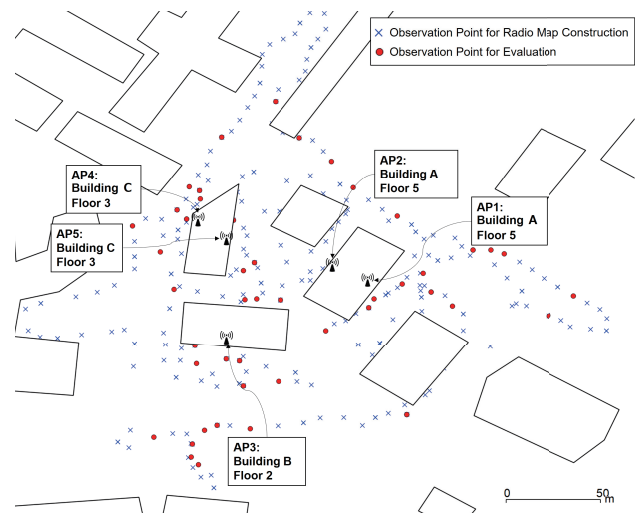 Observation Point for Radio Map Construction
Observation Point for Evaluation
AP4:
Building C
Floor 3
AP2:
Building A
Floor 5
AP1:
Building A
Floor 5
AP5:
Building C
Floor 3
AP3:
Building B
Floor 2
0 50
m